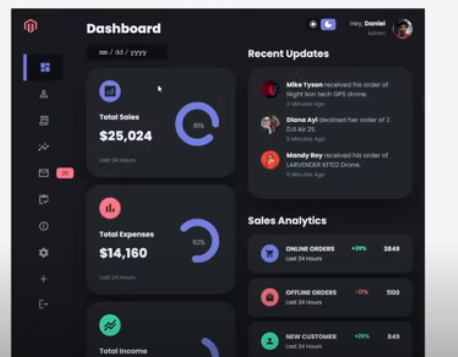 Dashboard
Hey, Daniel
Admin
mm / dd / yyyy
Total Sales
$25,024
81%
Last 24 Hours
Total Expenses
$14,160
62%
Last 24 Hours
Total Income
Recent Updates
Mike Tyson received his order of
Night lion tech GPS drone.
2 Minutes Ago
Diana Ayi declined her order of 2
DJI Air 2S.
5 Minutes Ago
Mandy Roy received his order of
LARVENDER KF102 Drone.
6 Minutes Ago
Sales Analytics
ONLINE ORDERS +39% 3849
Last 24 Hours
OFFLINE ORDERS -17% 1100
Last 24 Hours
NEW CUSTOMER +25% 849
Last 24 Hours